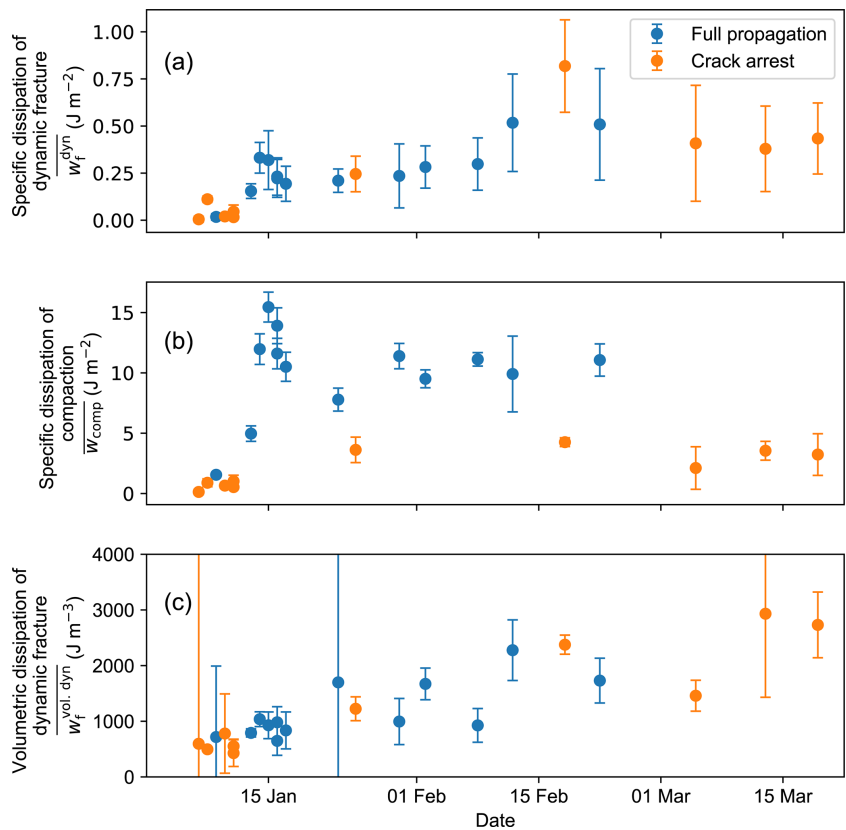 Specific dissipation of
dynamic fracture
w_f^dyn (J m−2)
1.00
0.75
0.50
0.25
0.00
(a)
Full propagation
Crack arrest
Specific dissipation of
compaction
w_comp (J m−2)
15
10
5
0
(b)
Volumetric dissipation of
dynamic fracture
w_f^vol. dyn (J m−3)
4000
3000
2000
1000
0
(c)
15 Jan
01 Feb
15 Feb
01 Mar
15 Mar
Date